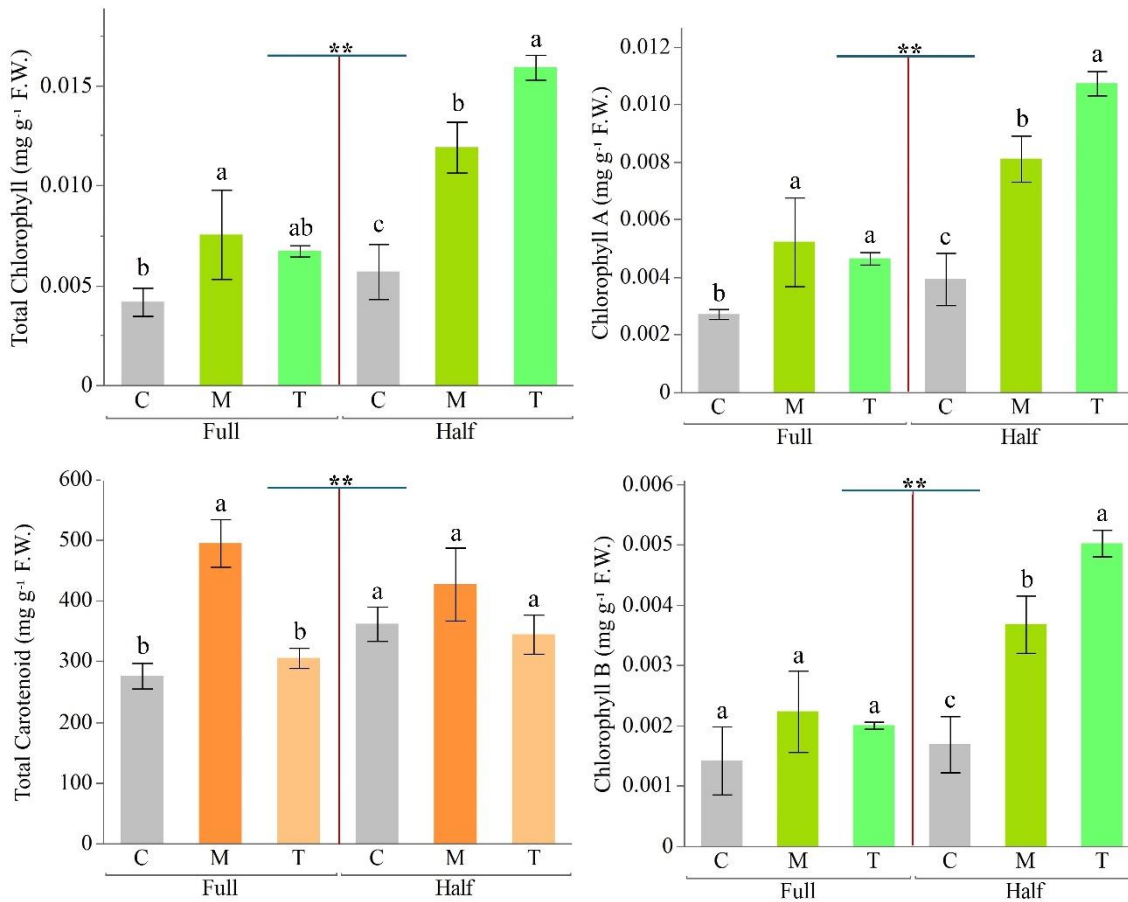 Total Chlorophyll (mg g⁻¹ F.W.)
0.015
0.010
0.005
0
**
b
a
ab
c
b
a
C M T C M T
Full Half
Chlorophyll A (mg g⁻¹ F.W.)
0.012
0.010
0.008
0.006
0.004
0.002
0
**
b
a
a
c
b
a
C M T C M T
Full Half
Total Carotenoid (mg g⁻¹ F.W.)
600
500
400
300
200
100
0
**
b
a
b
a
a
a
C M T C M T
Full Half
Chlorophyll B (mg g⁻¹ F.W.)
0.006
0.005
0.004
0.003
0.002
0.001
0
**
a
a
a
c
b
a
C M T C M T
Full Half